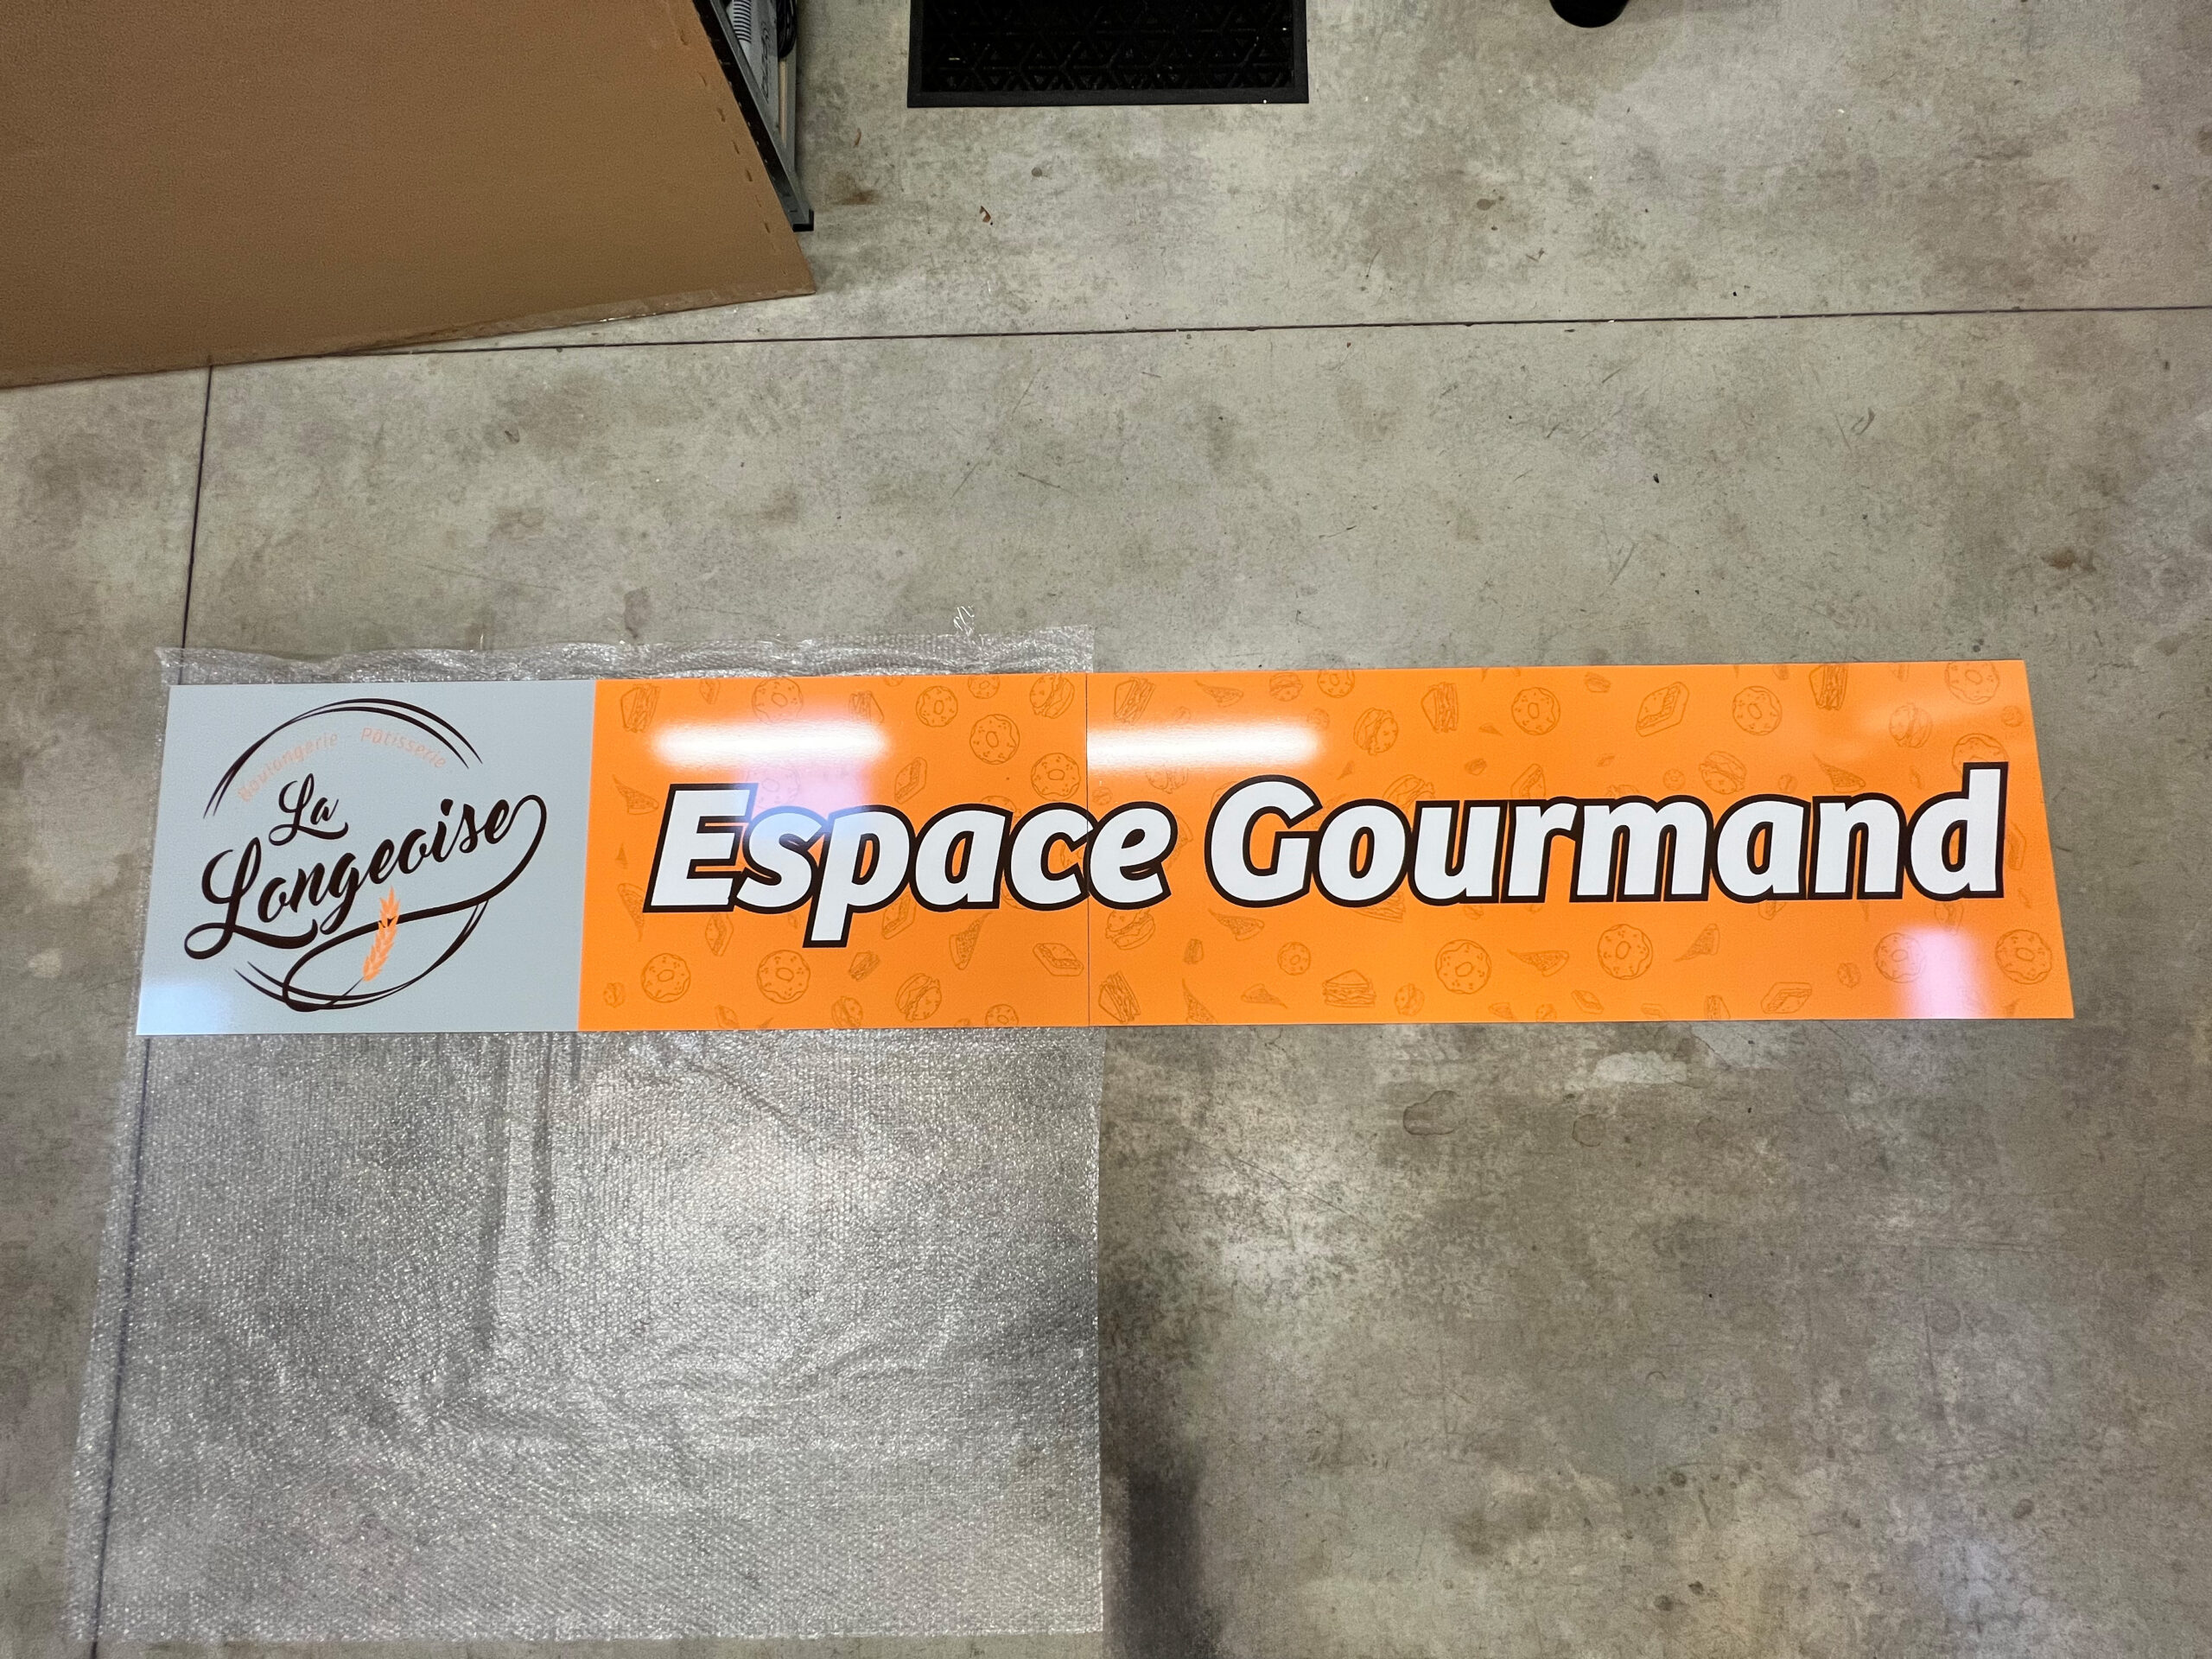 Boulangerie - Pâtisserie -
La
Longeoise
Espace Gourmand